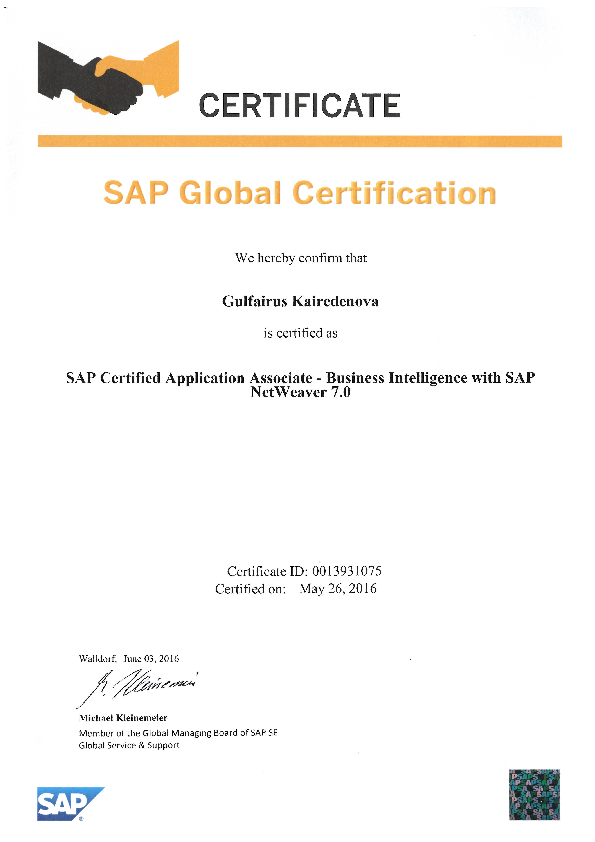 CERTIFICATE
SAP Global Certification
We hereby confirm that
Gulfairus Kairedenova
is certified as
SAP Certified Application Associate - Business Intelligence with SAP
NetWeaver 7.0
Certificate ID: 0013931075
Certified on: May 26, 2016
Walldorf, June 03, 2016
Michael Kleinemeier
Member of the Global Managing Board of SAP SE
Global Service & Support
SAP